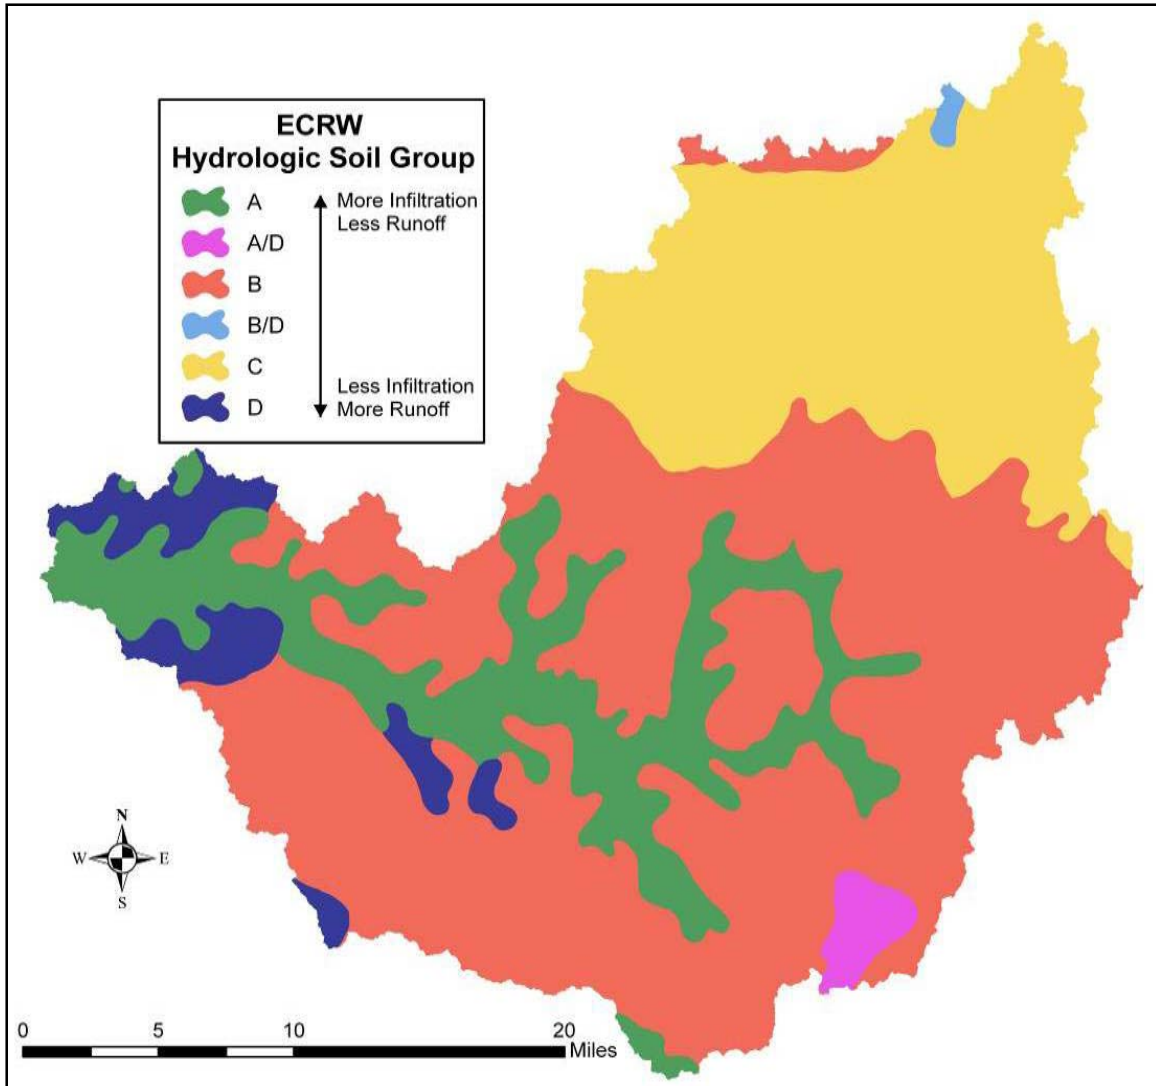 ECRW
Hydrologic Soil Group
A
More Infiltration
Less Runoff
A/D
B
B/D
C
Less Infiltration
More Runoff
D
N
W E
S
0 5 10 20
Miles